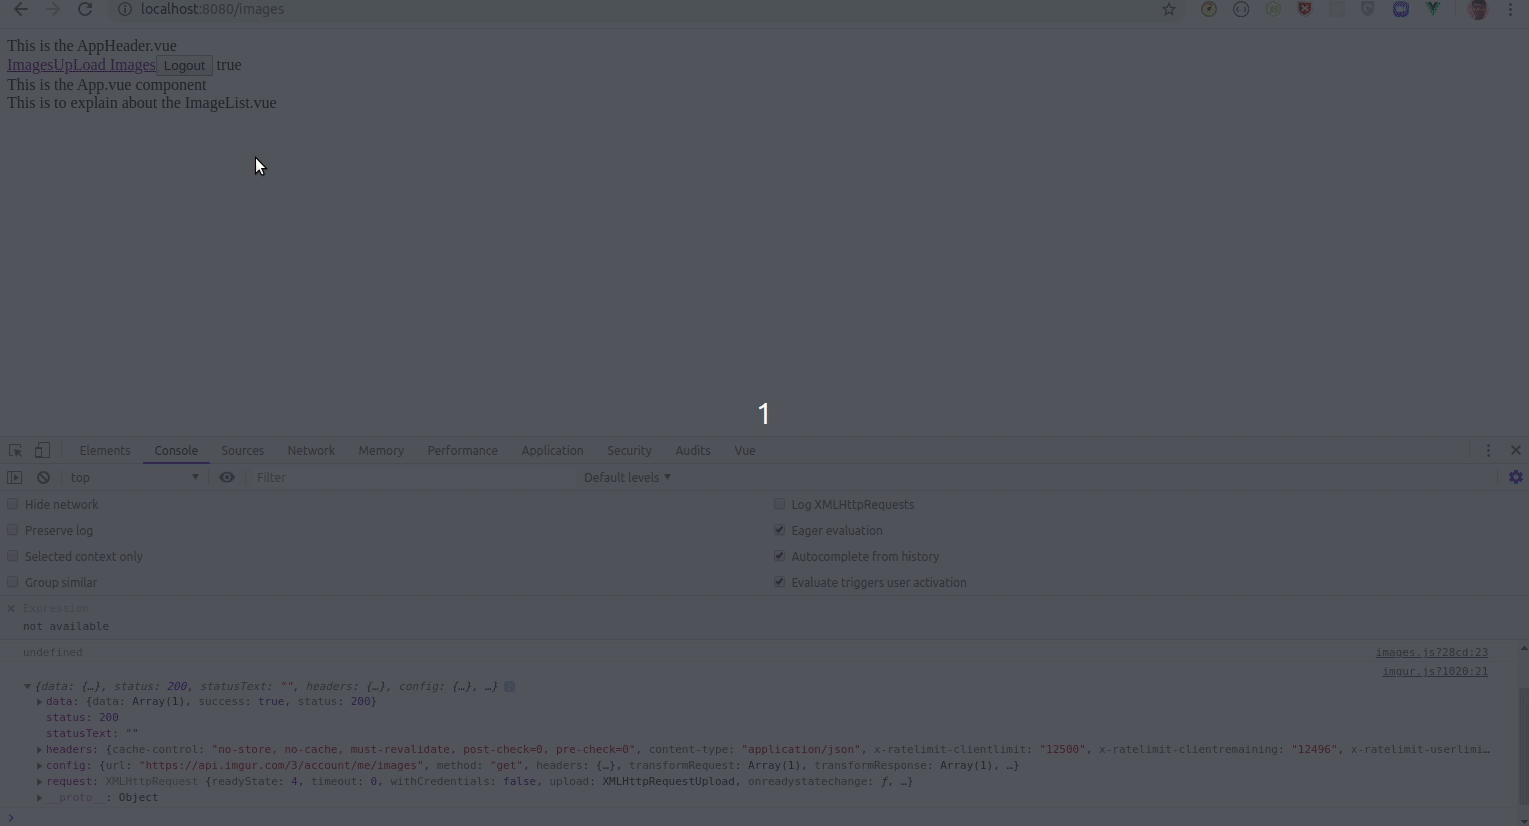 localhost:8080/images
This is the AppHeader.vue
ImagesUpLoad Images Logout true
This is the App.vue component
This is to explain about the ImageList.vue
1
Elements Console Sources Network Memory Performance Application Security Audits Vue
top Filter Default levels
Hide network Log XMLHttpRequests
Preserve log Eager evaluation
Selected context only Autocomplete from history
Group similar Evaluate triggers user activation
Expression
not available
undefined images.js?28cd:23
imgur.js?1020:21
{data: {…}, status: 200, statusText: "", headers: {…}, config: {…}, …}
data: {data: Array(1), success: true, status: 200}
status: 200
statusText: ""
headers: {cache-control: "no-store, no-cache, must-revalidate, post-check=0, pre-check=0", content-type: "application/json", x-ratelimit-clientlimit: "12500", x-ratelimit-clientremaining: "12496", x-ratelimit-userlimi…
config: {url: "https://api.imgur.com/3/account/me/images", method: "get", headers: {…}, transformRequest: Array(1), transformResponse: Array(1), …}
request: XMLHttpRequest {readyState: 4, timeout: 0, withCredentials: false, upload: XMLHttpRequestUpload, onreadystatechange: ƒ, …}
__proto__: Object